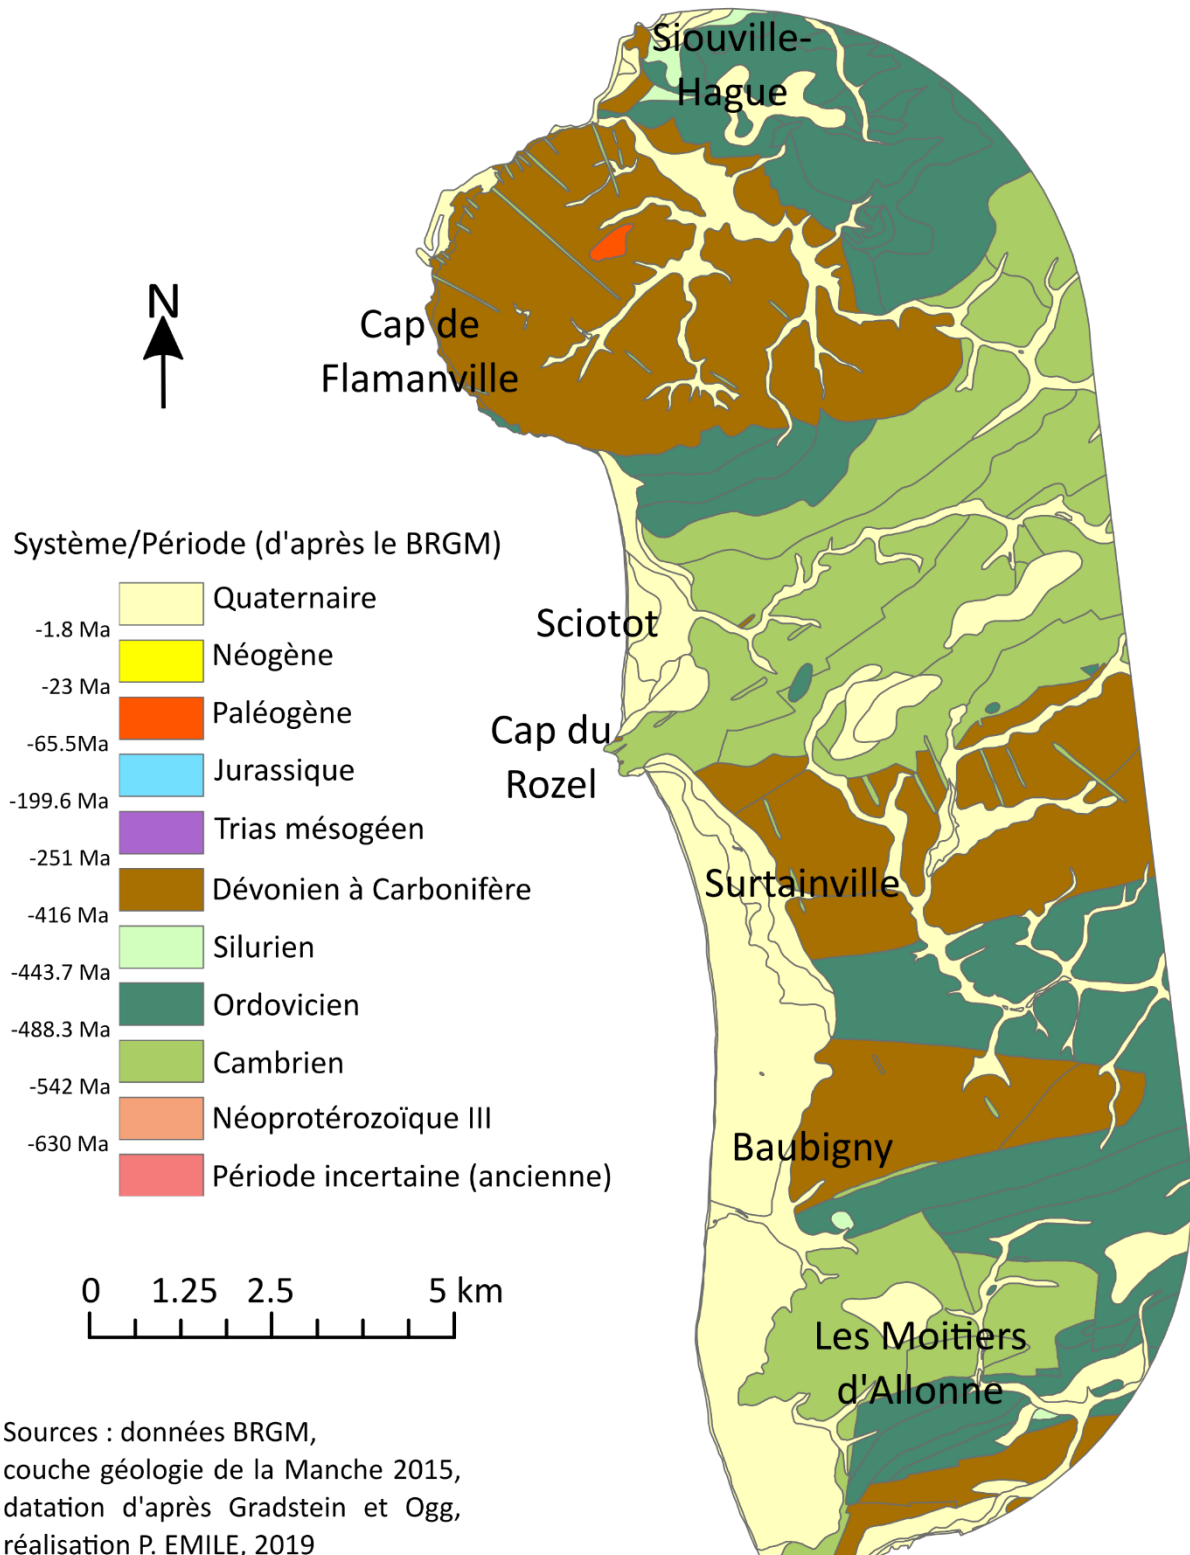 Siouville-
Hague
N
Cap de
Flamanville
Système/Période (d'après le BRGM)
Quaternaire
-1.8 Ma
Néogène
-23 Ma
Paléogène
-65.5Ma
Jurassique
-199.6 Ma
Trias mésogéen
-251 Ma
Dévonien à Carbonifère
-416 Ma
Silurien
-443.7 Ma
Ordovicien
-488.3 Ma
Cambrien
-542 Ma
Néoprotérozoïque III
-630 Ma
Période incertaine (ancienne)
Sciotot
Cap du
Rozel
Surtainville
Baubigny
Les Moitiers
d'Allonne
0 1.25 2.5 5 km
Sources : données BRGM,
couche géologie de la Manche 2015,
datation d'après Gradstein et Ogg,
réalisation P. EMILE, 2019